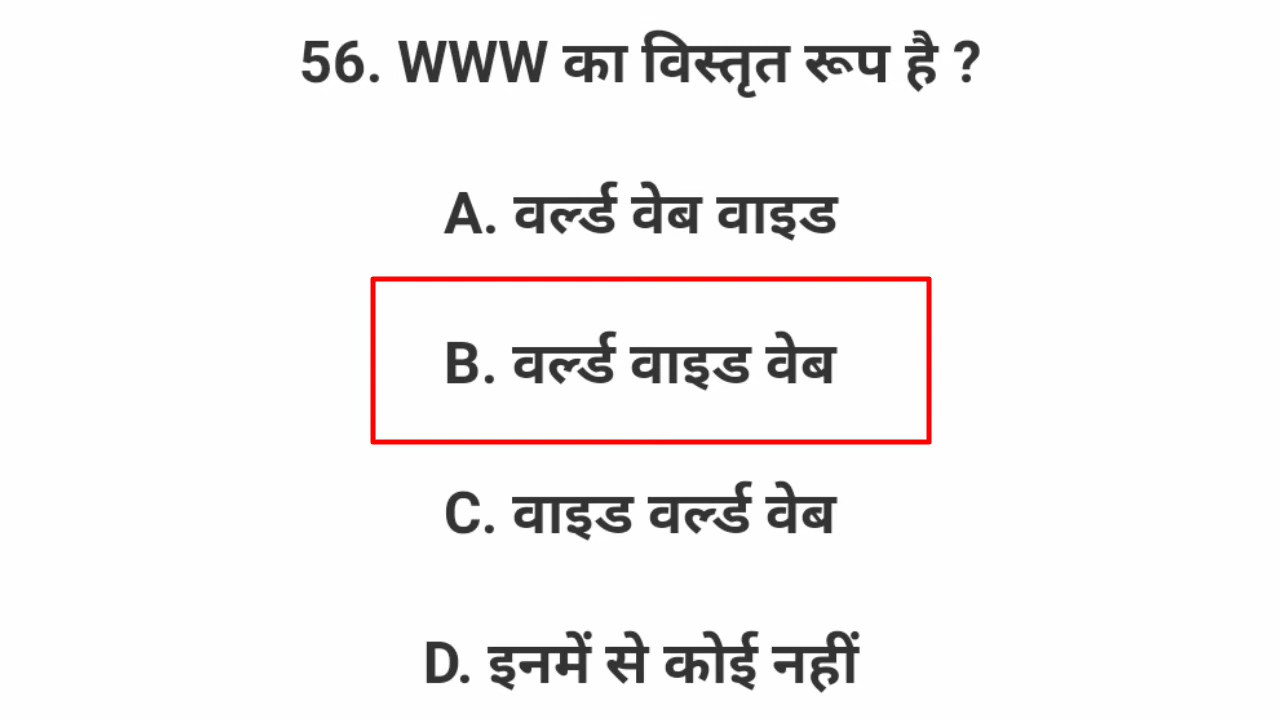 56. WWW का विस्तृत रूप है ?
A. वर्ल्ड वेब वाइड
B. वर्ल्ड वाइड वेब
C. वाइड वर्ल्ड वेब
D. इनमें से कोई नहीं